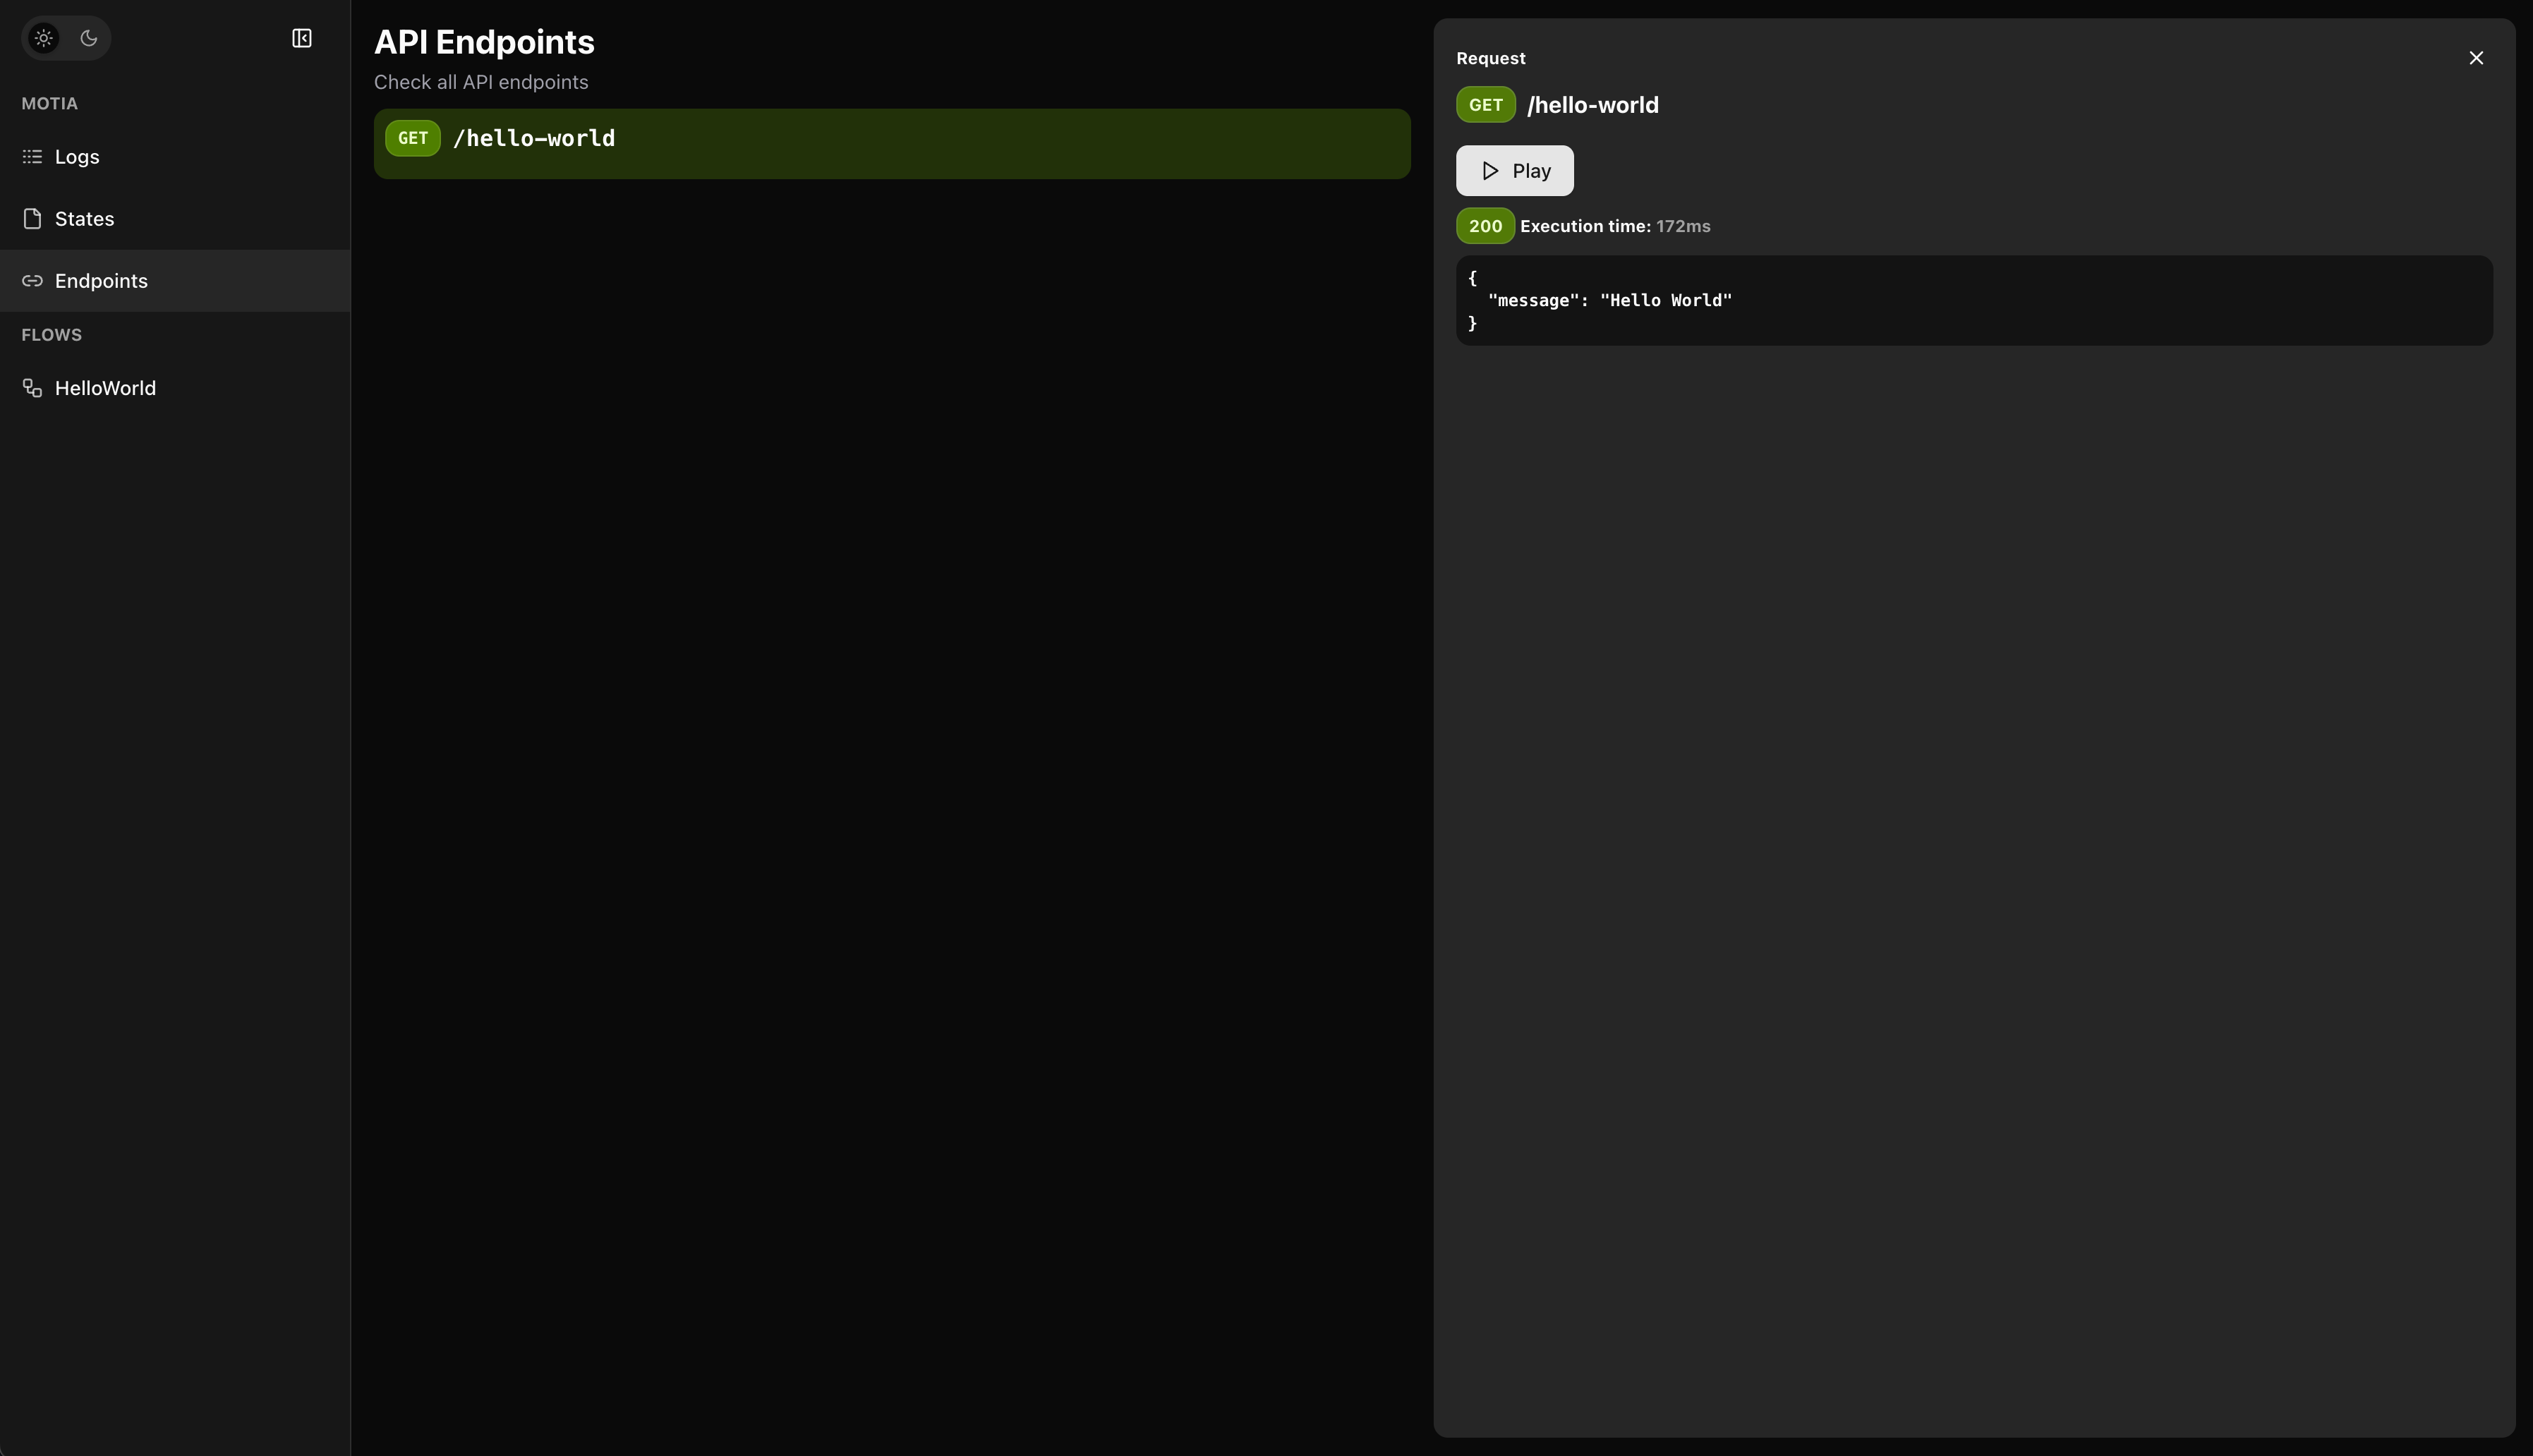 MOTIA
Logs
States
Endpoints
FLOWS
HelloWorld
API Endpoints
Check all API endpoints
GET /hello-world
Request
GET /hello-world
Play
200 Execution time: 172ms
{
  "message": "Hello World"
}